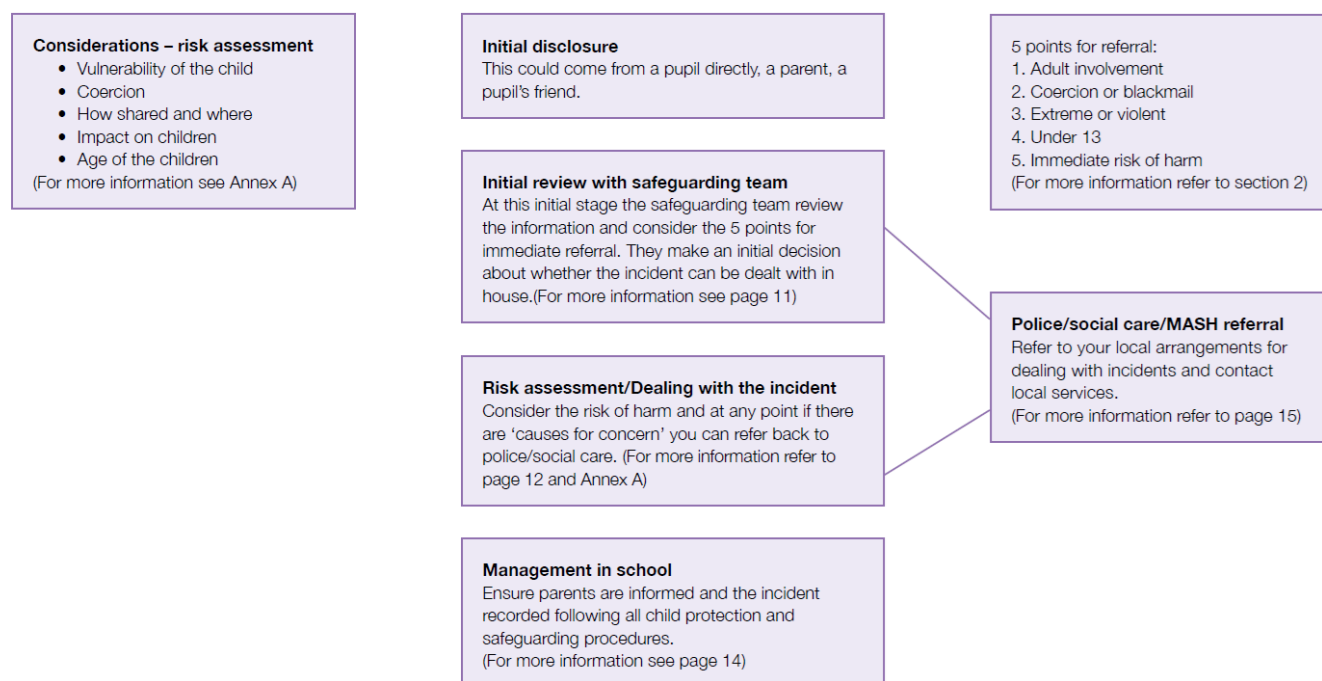 Considerations – risk assessment
• Vulnerability of the child
• Coercion
• How shared and where
• Impact on children
• Age of the children
(For more information see Annex A)
Initial disclosure
This could come from a pupil directly, a parent, a
pupil's friend.
5 points for referral:
1. Adult involvement
2. Coercion or blackmail
3. Extreme or violent
4. Under 13
5. Immediate risk of harm
(For more information refer to section 2)
Initial review with safeguarding team
At this initial stage the safeguarding team review
the information and consider the 5 points for
immediate referral. They make an initial decision
about whether the incident can be dealt with in
house.(For more information see page 11)
Police/social care/MASH referral
Refer to your local arrangements for
dealing with incidents and contact
local services.
(For more information refer to page 15)
Risk assessment/Dealing with the incident
Consider the risk of harm and at any point if there
are ‘causes for concern’ you can refer back to
police/social care. (For more information refer to
page 12 and Annex A)
Management in school
Ensure parents are informed and the incident
recorded following all child protection and
safeguarding procedures.
(For more information see page 14)